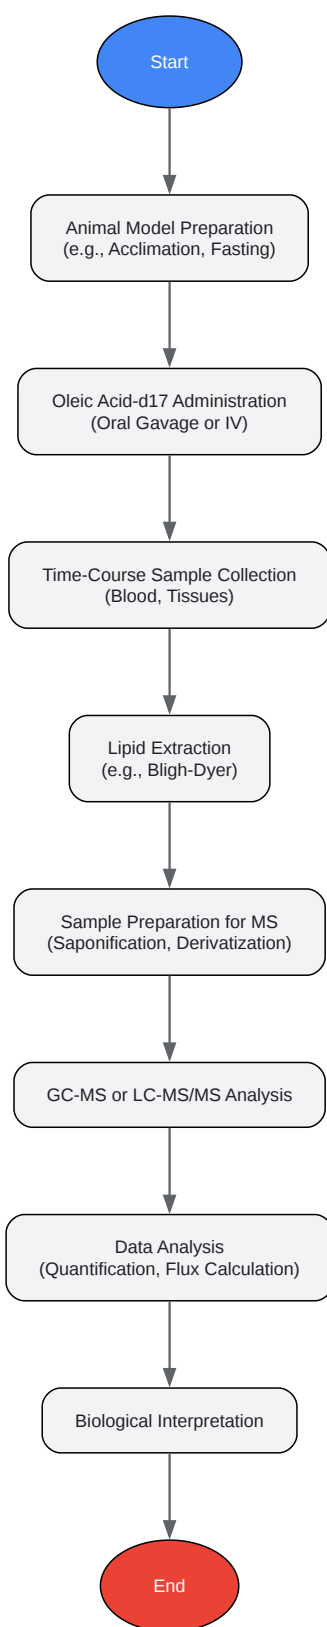 Start
Animal Model Preparation
(e.g., Acclimation, Fasting)
Oleic Acid-d17 Administration
(Oral Gavage or IV)
Time-Course Sample Collection
(Blood, Tissues)
Lipid Extraction
(e.g., Bligh-Dyer)
Sample Preparation for MS
(Saponification, Derivatization)
GC-MS or LC-MS/MS Analysis
Data Analysis
(Quantification, Flux Calculation)
Biological Interpretation
End